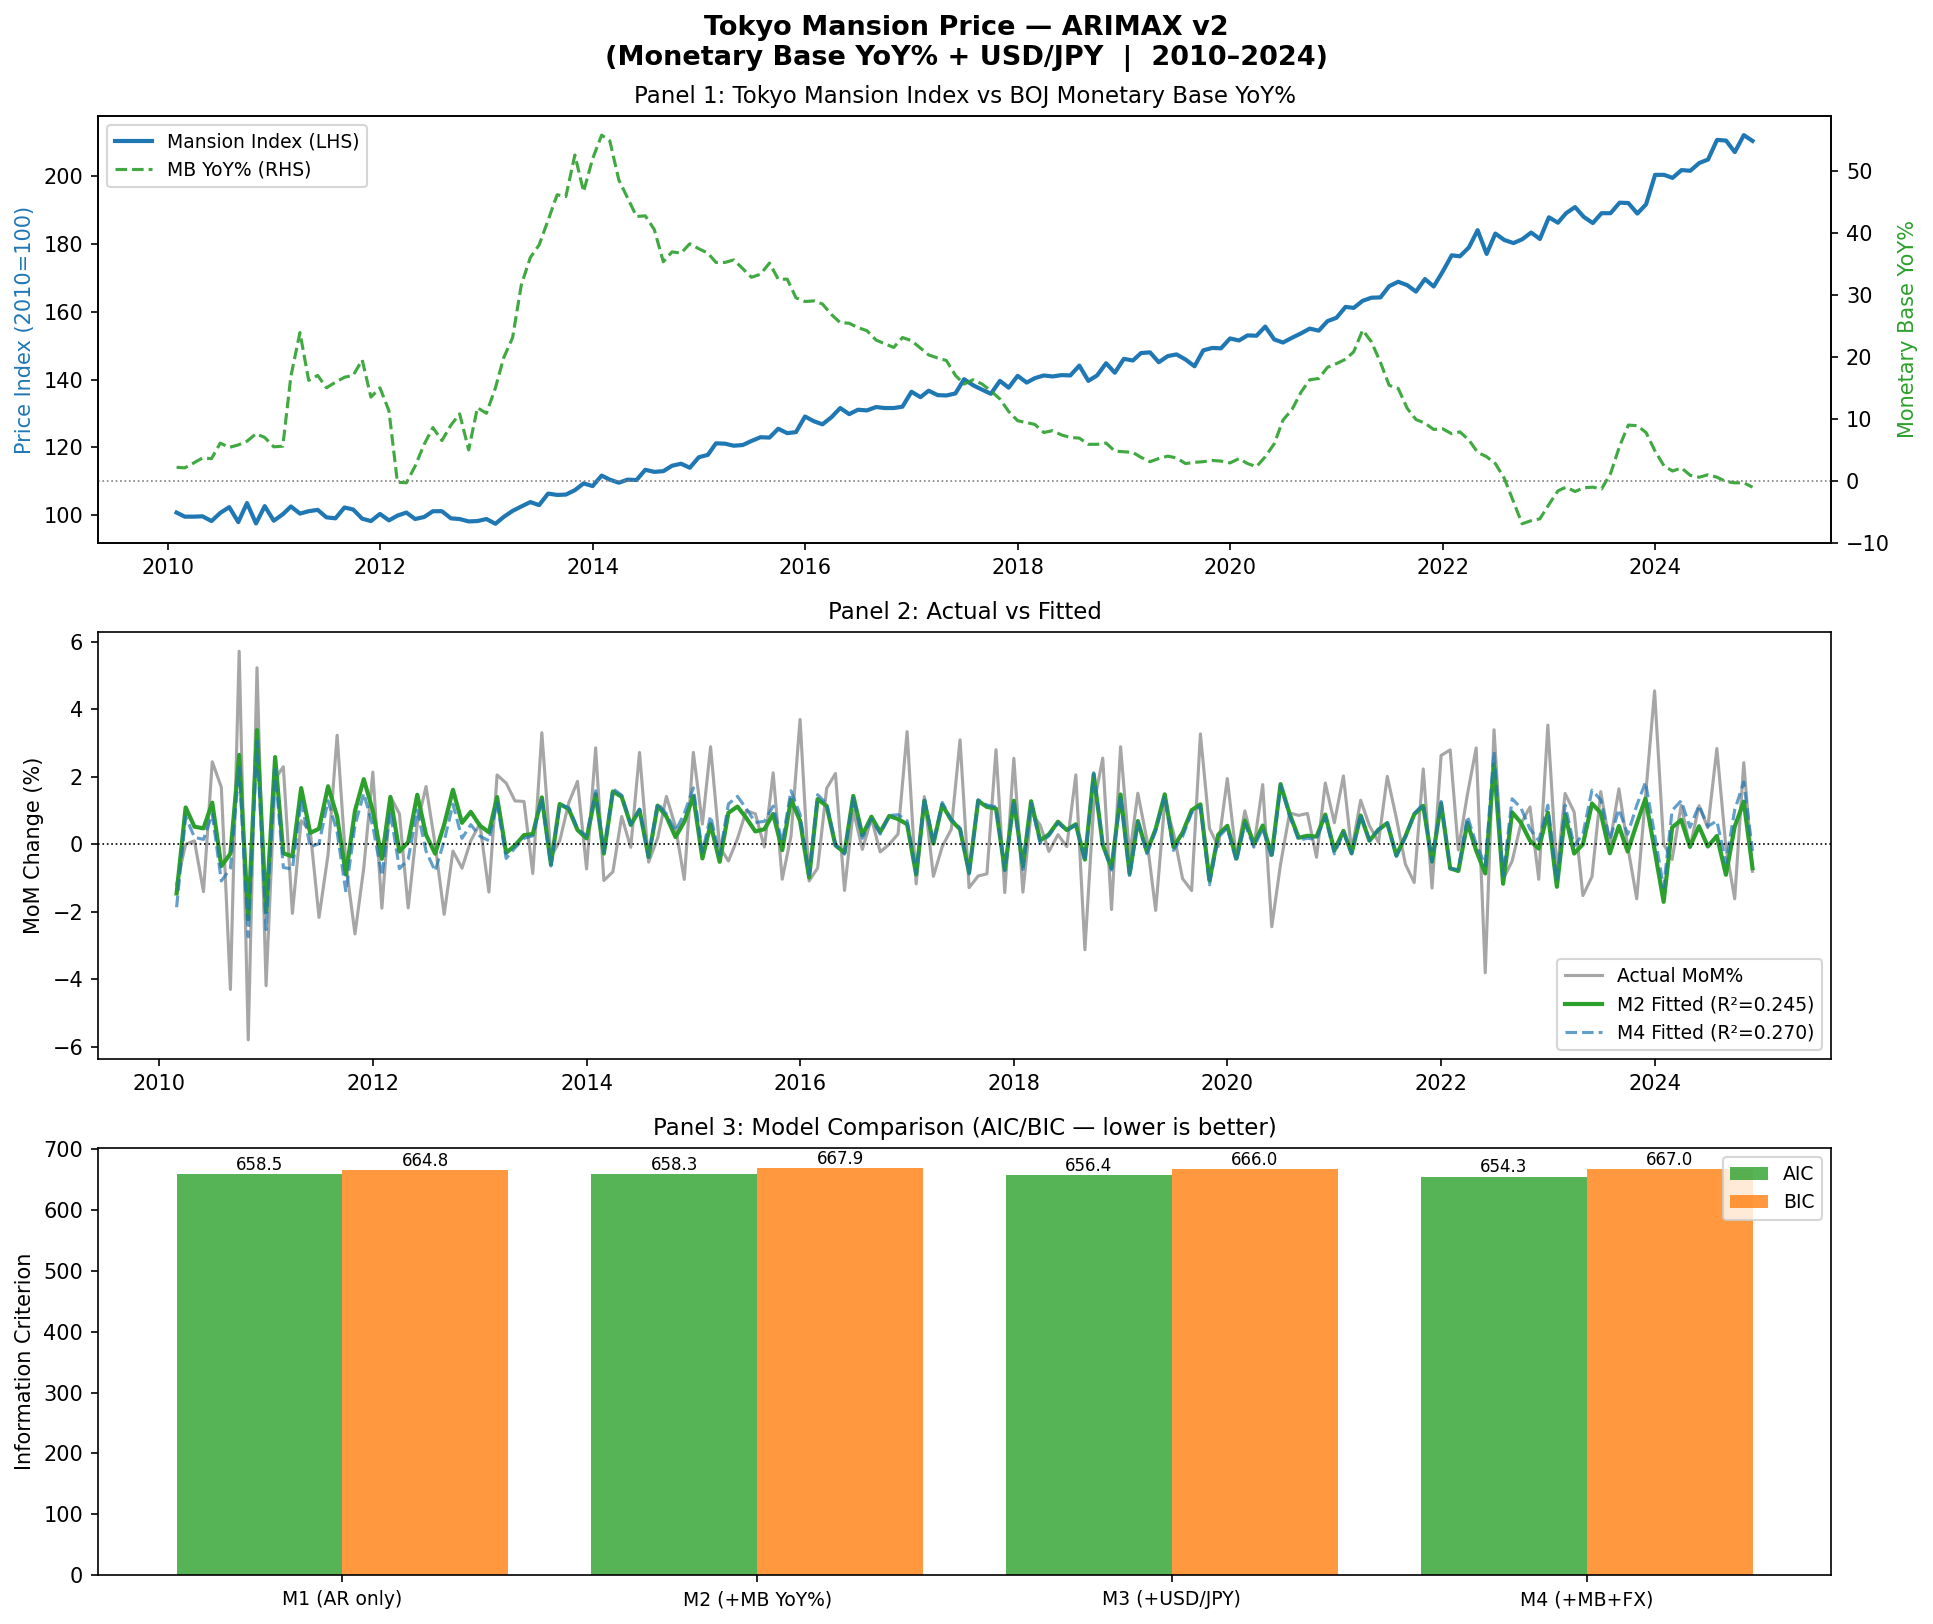 Tokyo Mansion Price — ARIMAX v2
(Monetary Base YoY% + USD/JPY | 2010–2024)
Panel 1: Tokyo Mansion Index vs BOJ Monetary Base YoY%
Mansion Index (LHS)
MB YoY% (RHS)
Price Index (2010=100)
200
180
160
140
120
100
Monetary Base YoY%
50
40
30
20
10
0
−10
2010 2012 2014 2016 2018 2020 2022 2024
Panel 2: Actual vs Fitted
MoM Change (%)
6
4
2
0
−2
−4
−6
Actual MoM%
M2 Fitted (R²=0.245)
M4 Fitted (R²=0.270)
2010 2012 2014 2016 2018 2020 2022 2024
Panel 3: Model Comparison (AIC/BIC — lower is better)
Information Criterion
700
600
500
400
300
200
100
0
658.5 664.8 658.3 667.9 656.4 666.0 654.3 667.0
AIC
BIC
M1 (AR only) M2 (+MB YoY%) M3 (+USD/JPY) M4 (+MB+FX)